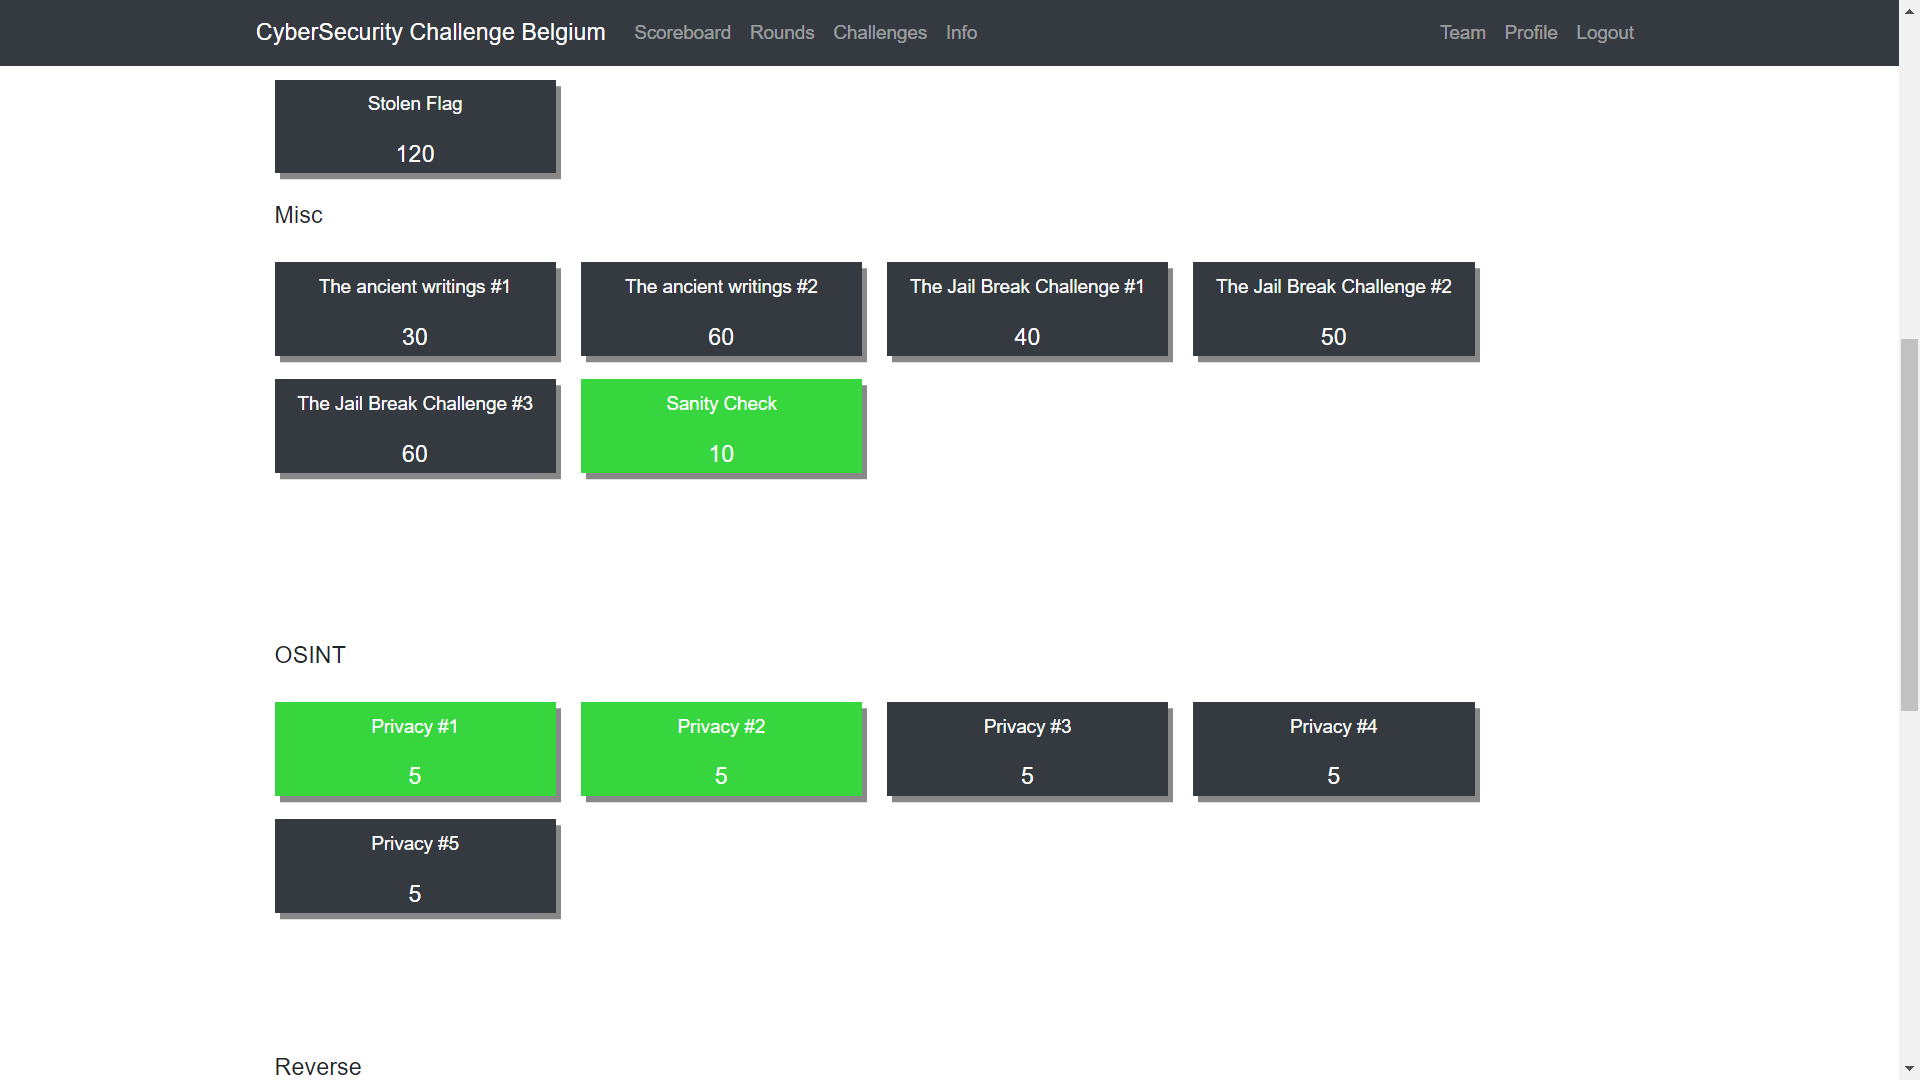 CyberSecurity Challenge Belgium Scoreboard Rounds Challenges Info Team Profile Logout
Stolen Flag
120
Misc
The ancient writings #1
30
The ancient writings #2
60
The Jail Break Challenge #1
40
The Jail Break Challenge #2
50
The Jail Break Challenge #3
60
Sanity Check
10
OSINT
Privacy #1
5
Privacy #2
5
Privacy #3
5
Privacy #4
5
Privacy #5
5
Reverse